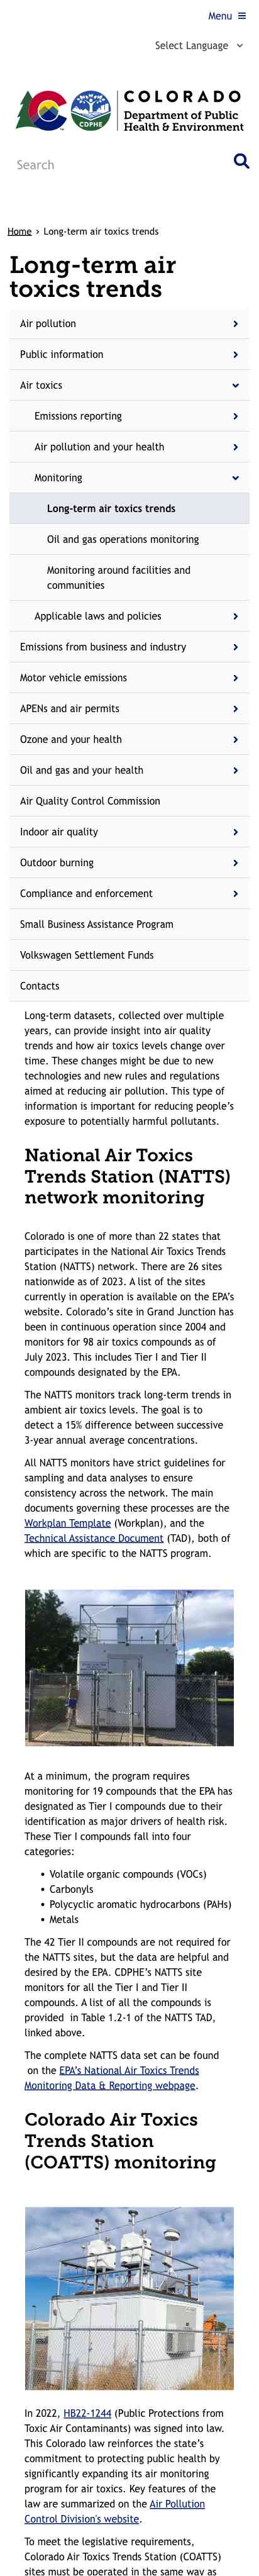 Menu
Select Language
COLORADO
Department of Public
Health & Environment
CDPHE
Search
Home › Long-term air toxics trends
Long-term air
toxics trends
Air pollution
Public information
Air toxics
Emissions reporting
Air pollution and your health
Monitoring
Long-term air toxics trends
Oil and gas operations monitoring
Monitoring around facilities and
communities
Applicable laws and policies
Emissions from business and industry
Motor vehicle emissions
APENs and air permits
Ozone and your health
Oil and gas and your health
Air Quality Control Commission
Indoor air quality
Outdoor burning
Compliance and enforcement
Small Business Assistance Program
Volkswagen Settlement Funds
Contacts
Long-term datasets, collected over multiple
years, can provide insight into air quality
trends and how air toxics levels change over
time. These changes might be due to new
technologies and new rules and regulations
aimed at reducing air pollution. This type of
information is important for reducing people’s
exposure to potentially harmful pollutants.
National Air Toxics
Trends Station (NATTS)
network monitoring
Colorado is one of more than 22 states that
participates in the National Air Toxics Trends
Station (NATTS) network. There are 26 sites
nationwide as of 2023. A list of the sites
currently in operation is available on the EPA’s
website. Colorado’s site in Grand Junction has
been in continuous operation since 2004 and
monitors for 98 air toxics compounds as of
July 2023. This includes Tier I and Tier II
compounds designated by the EPA.
The NATTS monitors track long-term trends in
ambient air toxics levels. The goal is to
detect a 15% difference between successive
3-year annual average concentrations.
All NATTS monitors have strict guidelines for
sampling and data analyses to ensure
consistency across the network. The main
documents governing these processes are the
Workplan Template (Workplan), and the
Technical Assistance Document (TAD), both of
which are specific to the NATTS program.
At a minimum, the program requires
monitoring for 19 compounds that the EPA has
designated as Tier I compounds due to their
identification as major drivers of health risk.
These Tier I compounds fall into four
categories:
• Volatile organic compounds (VOCs)
• Carbonyls
• Polycyclic aromatic hydrocarbons (PAHs)
• Metals
The 42 Tier II compounds are not required for
the NATTS sites, but the data are helpful and
desired by the EPA. CDPHE’s NATTS site
monitors for all the Tier I and Tier II
compounds. A list of all the compounds is
provided  in Table 1.2-1 of the NATTS TAD,
linked above.
The complete NATTS data set can be found
on the EPA’s National Air Toxics Trends
Monitoring Data & Reporting webpage.
Colorado Air Toxics
Trends Station
(COATTS) monitoring
In 2022, HB22-1244 (Public Protections from
Toxic Air Contaminants) was signed into law.
This Colorado law reinforces the state’s
commitment to protecting public health by
significantly expanding its air monitoring
program for air toxics. Key features of the
law are summarized on the Air Pollution
Control Division's website.
To meet the legislative requirements,
Colorado Air Toxics Trends Station (COATTS)
sites must be operated in the same way as